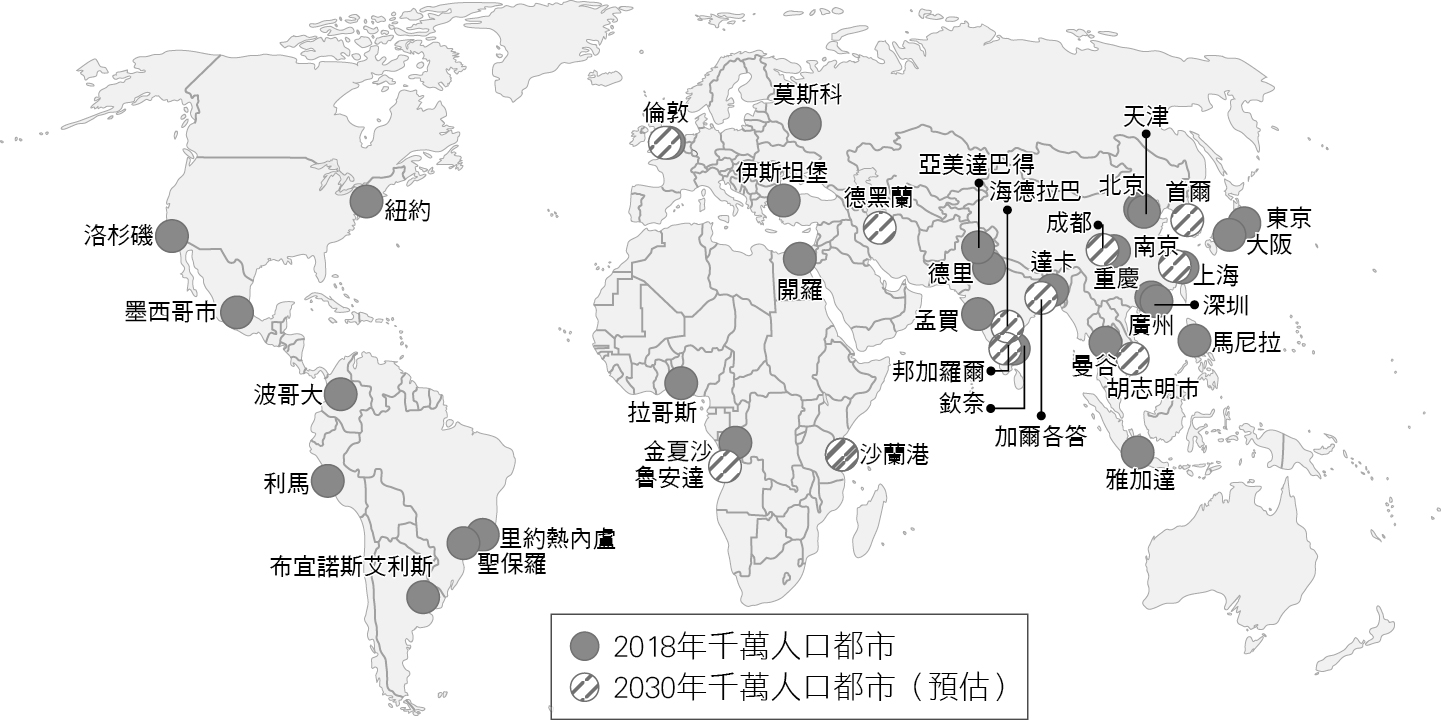 莫斯科
倫敦
天津
亞美達巴得
伊斯坦堡
海德拉巴
北京
首爾
德黑蘭
紐約
成都
東京
洛杉磯
大阪
南京
達卡
德里
重慶
上海
開羅
深圳
墨西哥市
孟買
廣州
馬尼拉
曼谷
邦加羅爾
胡志明市
波哥大
欽奈
拉哥斯
加爾各答
金夏沙
沙蘭港
魯安達
利馬
雅加達
里約熱內盧
聖保羅
布宜諾斯艾利斯
2018年千萬人口都市
2030年千萬人口都市（預估）